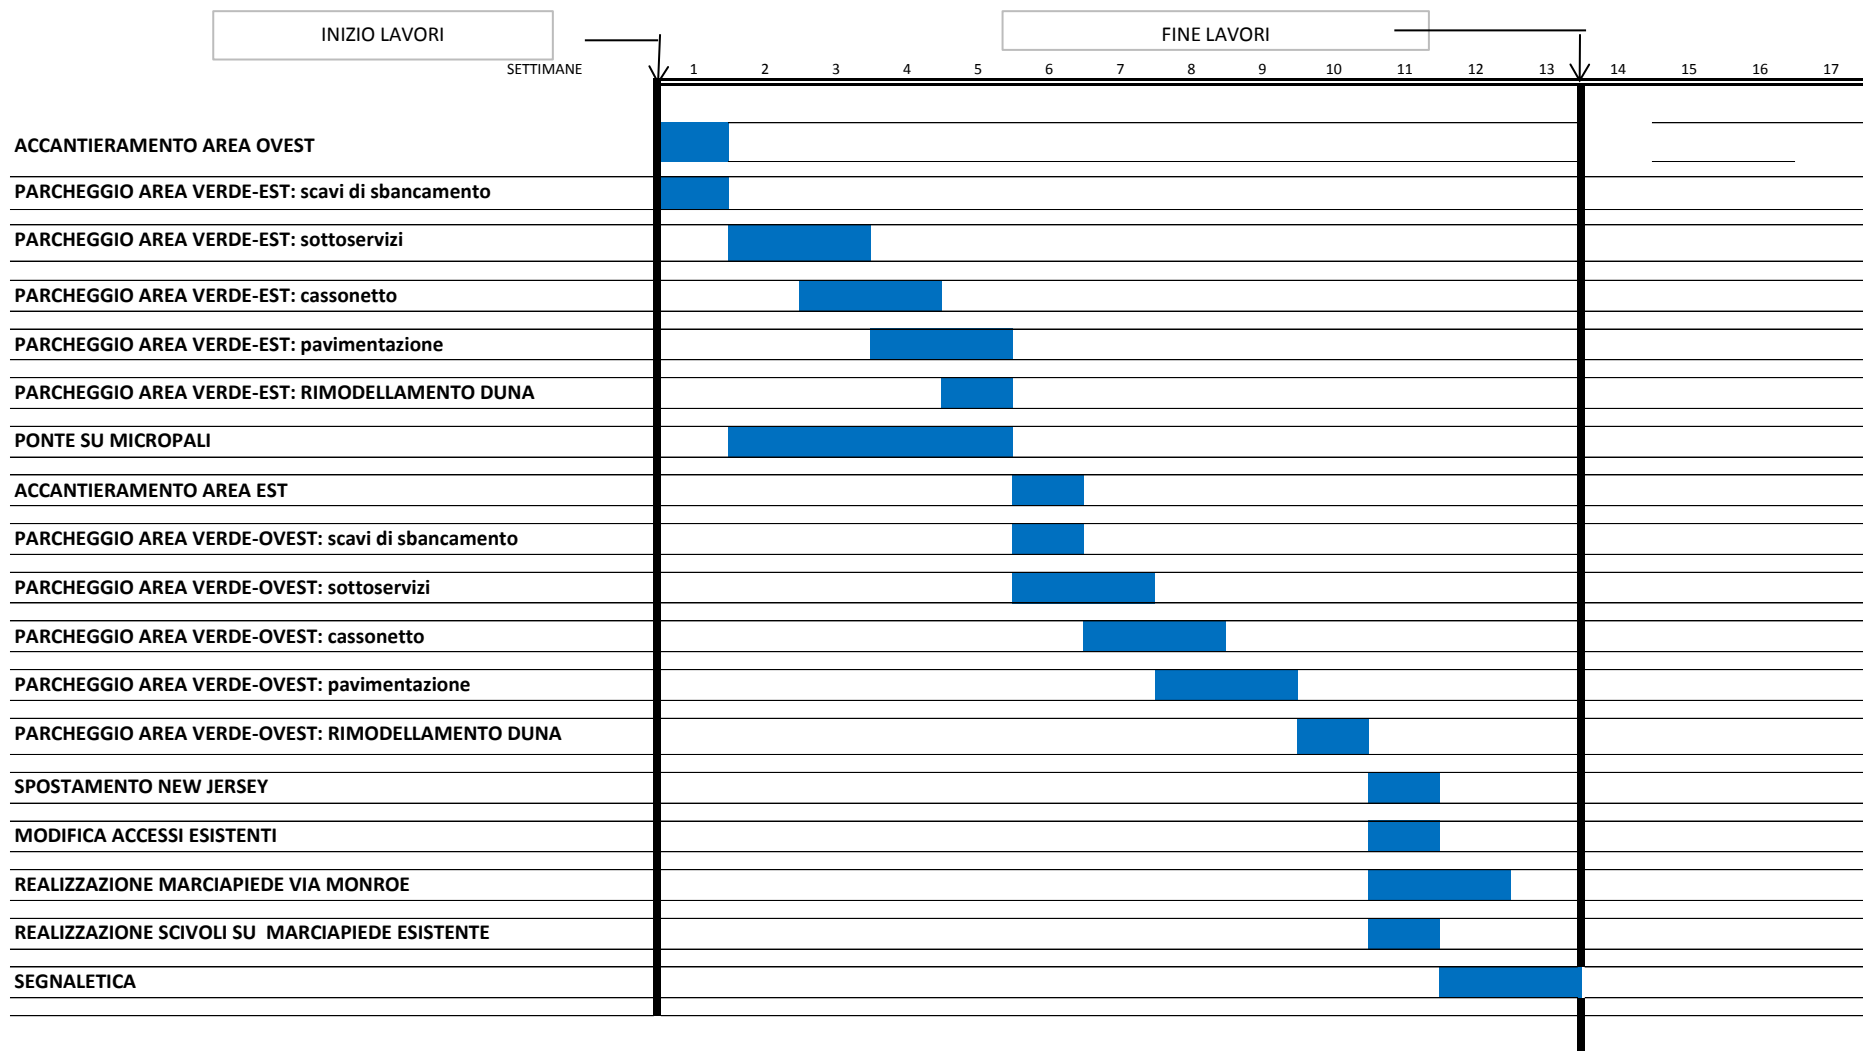 INIZIO LAVORI
FINE LAVORI
SETTIMANE 1 2 3 4 5 6 7 8 9 10 11 12 13 14 15 16 17
ACCANTIERAMENTO AREA OVEST
PARCHEGGIO AREA VERDE-EST: scavi di sbancamento
PARCHEGGIO AREA VERDE-EST: sottoservizi
PARCHEGGIO AREA VERDE-EST: cassonetto
PARCHEGGIO AREA VERDE-EST: pavimentazione
PARCHEGGIO AREA VERDE-EST: RIMODELLAMENTO DUNA
PONTE SU MICROPALI
ACCANTIERAMENTO AREA EST
PARCHEGGIO AREA VERDE-OVEST: scavi di sbancamento
PARCHEGGIO AREA VERDE-OVEST: sottoservizi
PARCHEGGIO AREA VERDE-OVEST: cassonetto
PARCHEGGIO AREA VERDE-OVEST: pavimentazione
PARCHEGGIO AREA VERDE-OVEST: RIMODELLAMENTO DUNA
SPOSTAMENTO NEW JERSEY
MODIFICA ACCESSI ESISTENTI
REALIZZAZIONE MARCIAPIEDE VIA MONROE
REALIZZAZIONE SCIVOLI SU  MARCIAPIEDE ESISTENTE
SEGNALETICA